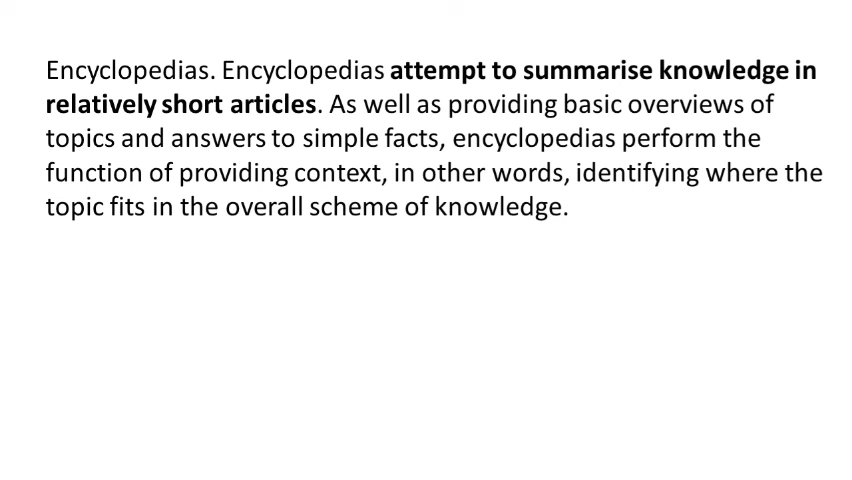 Encyclopedias. Encyclopedias attempt to summarise knowledge in
relatively short articles. As well as providing basic overviews of
topics and answers to simple facts, encyclopedias perform the
function of providing context, in other words, identifying where the
topic fits in the overall scheme of knowledge.